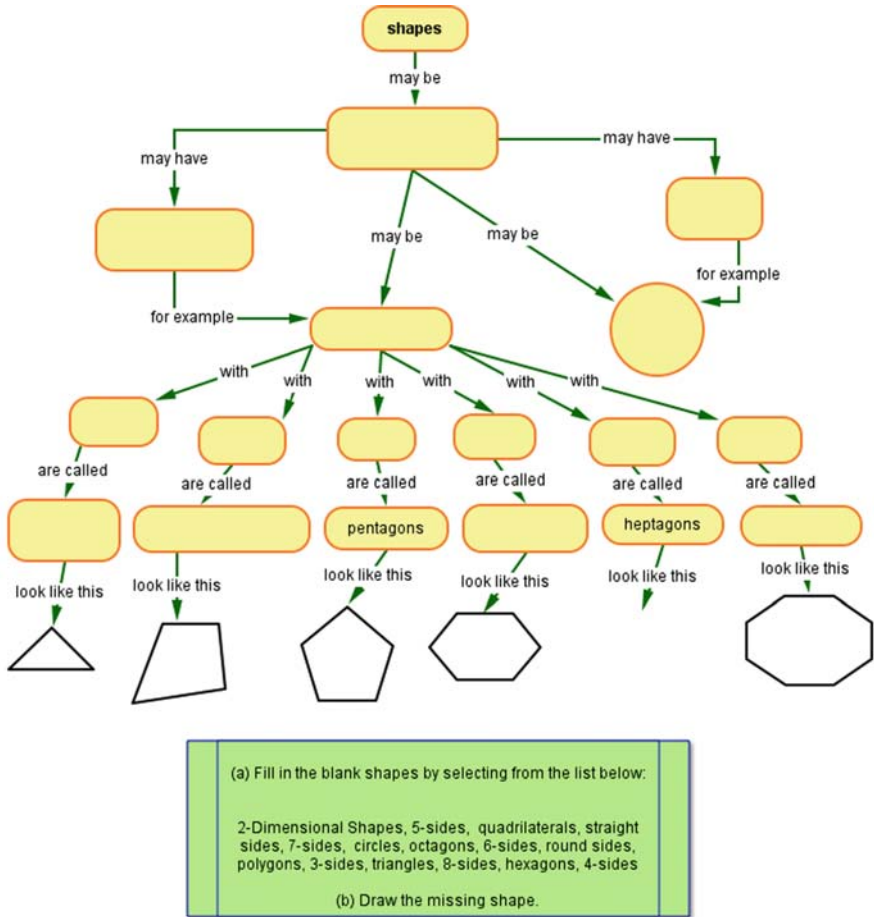 shapes
may be
may have
may have
may be
may be
for example
for example
with
with
with
with
with
with
are called
are called
are called
are called
are called
are called
pentagons
heptagons
look like this
look like this
look like this
look like this
look like this
look like this
(a) Fill in the blank shapes by selecting from the list below:
2-Dimensional Shapes, 5-sides, quadrilaterals, straight
sides, 7-sides, circles, octagons, 6-sides, round sides,
polygons, 3-sides, triangles, 8-sides, hexagons, 4-sides
(b) Draw the missing shape.